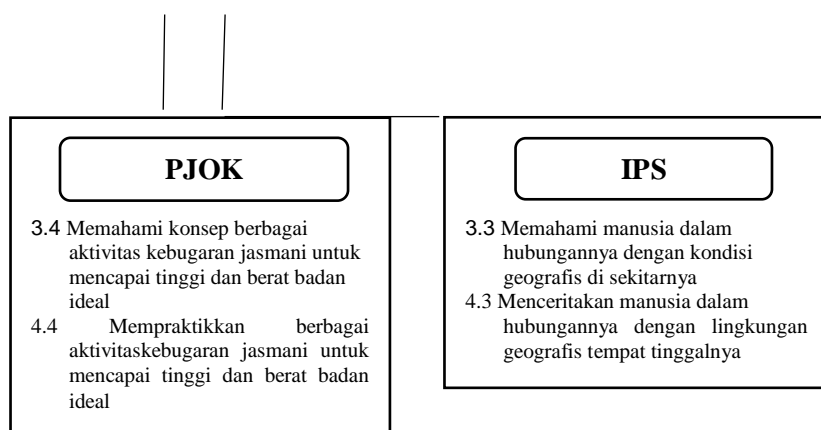 PJOK
3.4 Memahami konsep berbagai
aktivitas kebugaran jasmani untuk
mencapai tinggi dan berat badan
ideal
4.4 Mempraktikkan berbagai
aktivitaskebugaran jasmani untuk
mencapai tinggi dan berat badan
ideal
IPS
3.3 Memahami manusia dalam
hubungannya dengan kondisi
geografis di sekitarnya
4.3 Menceritakan manusia dalam
hubungannya dengan lingkungan
geografis tempat tinggalnya